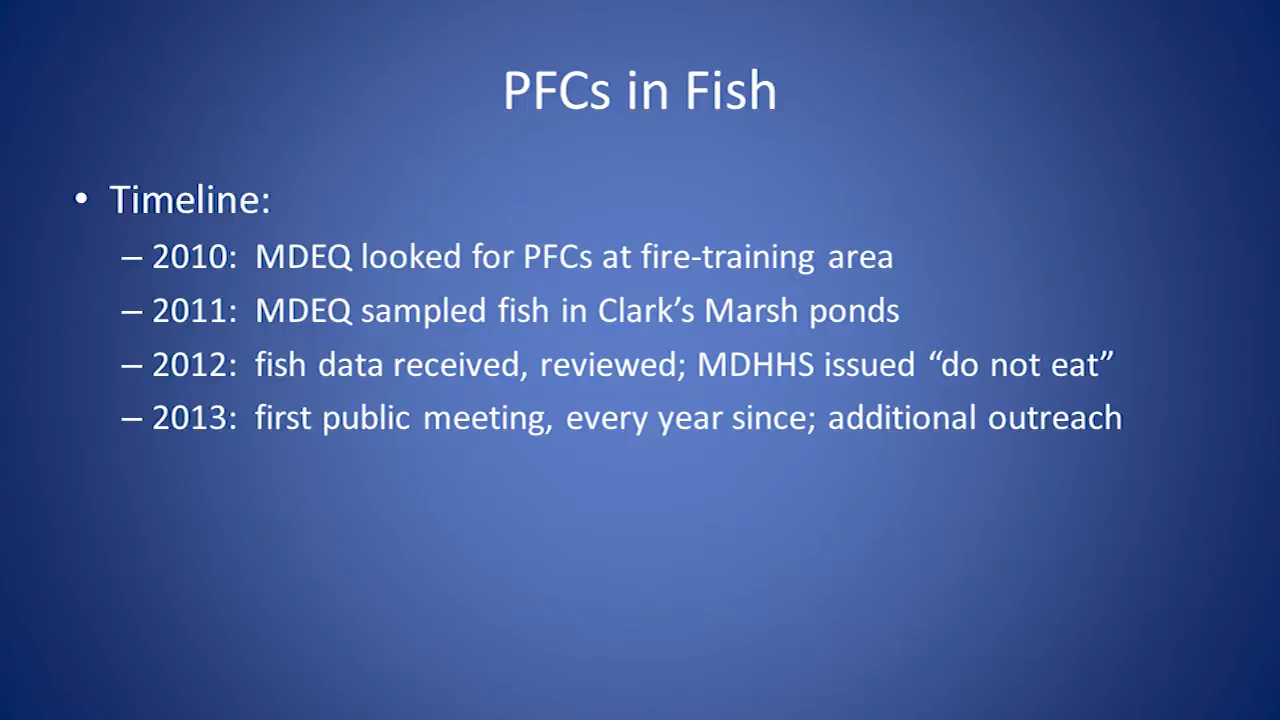 PFCs in Fish
• Timeline:
– 2010: MDEQ looked for PFCs at fire-training area
– 2011: MDEQ sampled fish in Clark’s Marsh ponds
– 2012: fish data received, reviewed; MDHHS issued “do not eat”
– 2013: first public meeting, every year since; additional outreach